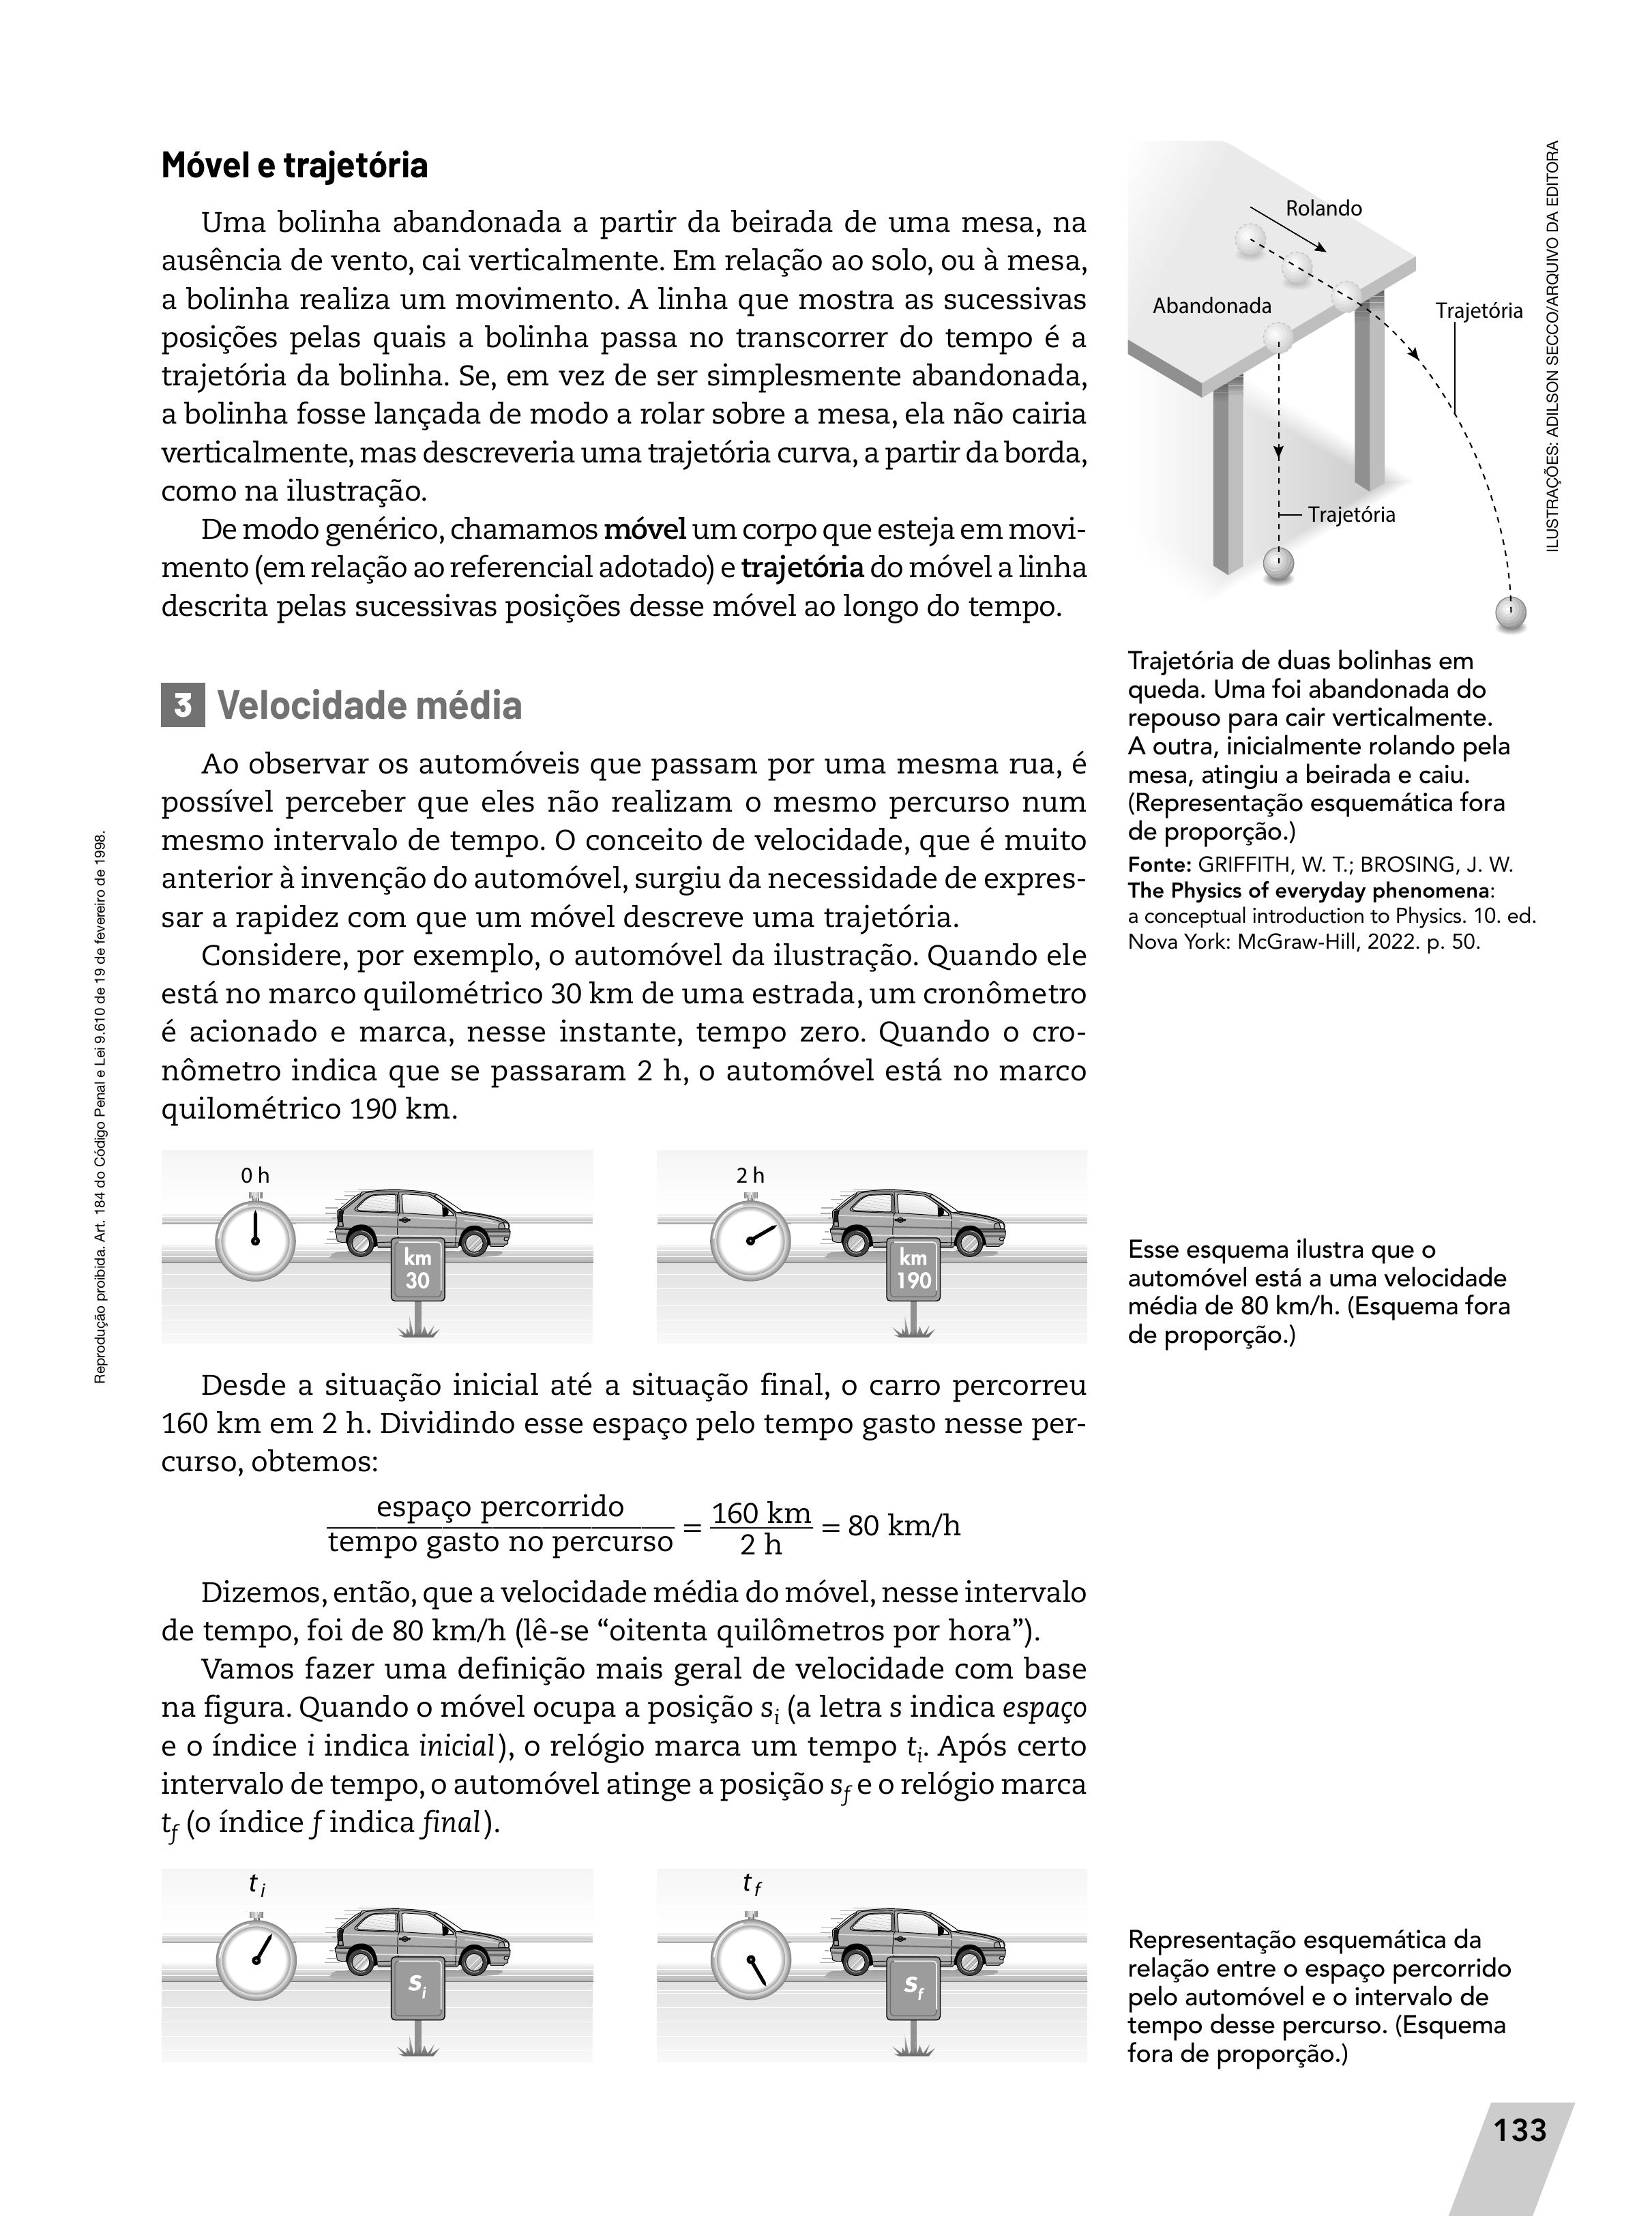 Móvel e trajetória
Uma bolinha abandonada a partir da beirada de uma mesa, na
ausência de vento, cai verticalmente. Em relação ao solo, ou à mesa,
a bolinha realiza um movimento. A linha que mostra as sucessivas
posições pelas quais a bolinha passa no transcorrer do tempo é a
trajetória da bolinha. Se, em vez de ser simplesmente abandonada,
a bolinha fosse lançada de modo a rolar sobre a mesa, ela não cairia
verticalmente, mas descreveria uma trajetória curva, a partir da borda,
como na ilustração.
De modo genérico, chamamos móvel um corpo que esteja em movi-
mento (em relação ao referencial adotado) e trajetória do móvel a linha
descrita pelas sucessivas posições desse móvel ao longo do tempo.
Rolando
Abandonada
Trajetória
Trajetória
ILUSTRAÇÕES: ADILSON SECCO/ARQUIVO DA EDITORA
Trajetória de duas bolinhas em
queda. Uma foi abandonada do
repouso para cair verticalmente.
A outra, inicialmente rolando pela
mesa, atingiu a beirada e caiu.
(Representação esquemática fora
de proporção.)
Fonte: GRIFFITH, W. T.; BROSING, J. W.
The Physics of everyday phenomena:
a conceptual introduction to Physics. 10. ed.
Nova York: McGraw-Hill, 2022. p. 50.
3 Velocidade média
Ao observar os automóveis que passam por uma mesma rua, é
possível perceber que eles não realizam o mesmo percurso num
mesmo intervalo de tempo. O conceito de velocidade, que é muito
anterior à invenção do automóvel, surgiu da necessidade de expres-
sar a rapidez com que um móvel descreve uma trajetória.
Considere, por exemplo, o automóvel da ilustração. Quando ele
está no marco quilométrico 30 km de uma estrada, um cronômetro
é acionado e marca, nesse instante, tempo zero. Quando o cro-
nômetro indica que se passaram 2 h, o automóvel está no marco
quilométrico 190 km.
0 h
km
30
2 h
km
190
Esse esquema ilustra que o
automóvel está a uma velocidade
média de 80 km/h. (Esquema fora
de proporção.)
Desde a situação inicial até a situação final, o carro percorreu
160 km em 2 h. Dividindo esse espaço pelo tempo gasto nesse per-
curso, obtemos:
espaço percorrido / tempo gasto no percurso = 160 km / 2 h = 80 km/h
Dizemos, então, que a velocidade média do móvel, nesse intervalo
de tempo, foi de 80 km/h (lê-se “oitenta quilômetros por hora”).
Vamos fazer uma definição mais geral de velocidade com base
na figura. Quando o móvel ocupa a posição si (a letra s indica espaço
e o índice i indica inicial), o relógio marca um tempo ti. Após certo
intervalo de tempo, o automóvel atinge a posição sf e o relógio marca
tf (o índice f indica final).
ti
si
tf
sf
Representação esquemática da
relação entre o espaço percorrido
pelo automóvel e o intervalo de
tempo desse percurso. (Esquema
fora de proporção.)
Reprodução proibida. Art. 184 do Código Penal e Lei 9.610 de 19 de fevereiro de 1998.
133